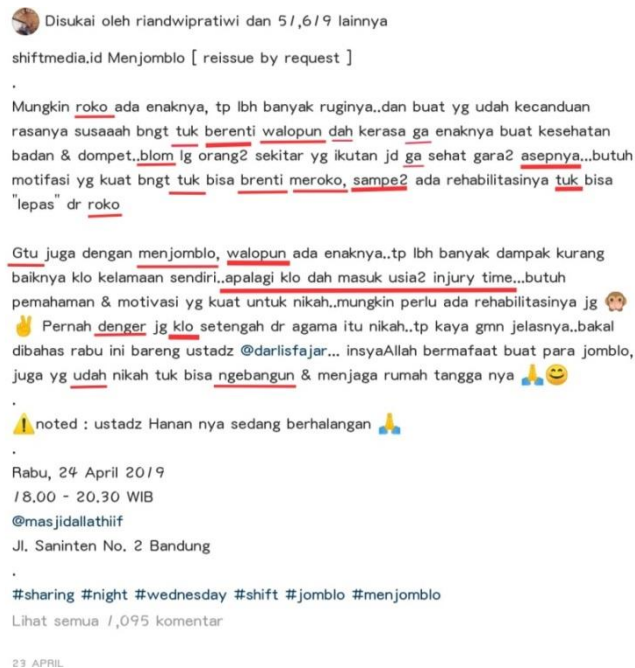 Disukai oleh riandwipratiwi dan 51,619 lainnya
shiftmedia.id Menjomblo [ reissue by request ]
.
Mungkin roko ada enaknya, tp lbh banyak ruginya..dan buat yg udah kecanduan
rasanya susaaah bngt tuk berenti walopun dah kerasa ga enaknya buat kesehatan
badan & dompet..blom lg orang2 sekitar yg ikutan jd ga sehat gara2 asepnya...butuh
motifasi yg kuat bngt tuk bisa brenti meroko, sampe2 ada rehabilitasinya tuk bisa
"lepas" dr roko
Gtu juga dengan menjomblo, walopun ada enaknya..tp lbh banyak dampak kurang
baiknya klo kelamaan sendiri..apalagi klo dah masuk usia2 injury time...butuh
pemahaman & motivasi yg kuat untuk nikah..mungkin perlu ada rehabilitasinya jg 🙊
✌️ Pernah denger jg klo setengah dr agama itu nikah..tp kaya gmn jelasnya..bakal
dibahas rabu ini bareng ustadz @darlisfajar... insyaAllah bermafaat buat para jomblo,
juga yg udah nikah tuk bisa ngebangun & menjaga rumah tangga nya 🙏😊
.
⚠️noted : ustadz Hanan nya sedang berhalangan 🙏
.
Rabu, 24 April 2019
18.00 - 20.30 WIB
@masjidallathiif
Jl. Saninten No. 2 Bandung
.
#sharing #night #wednesday #shift #jomblo #menjomblo
Lihat semua 1,095 komentar
23 APRIL